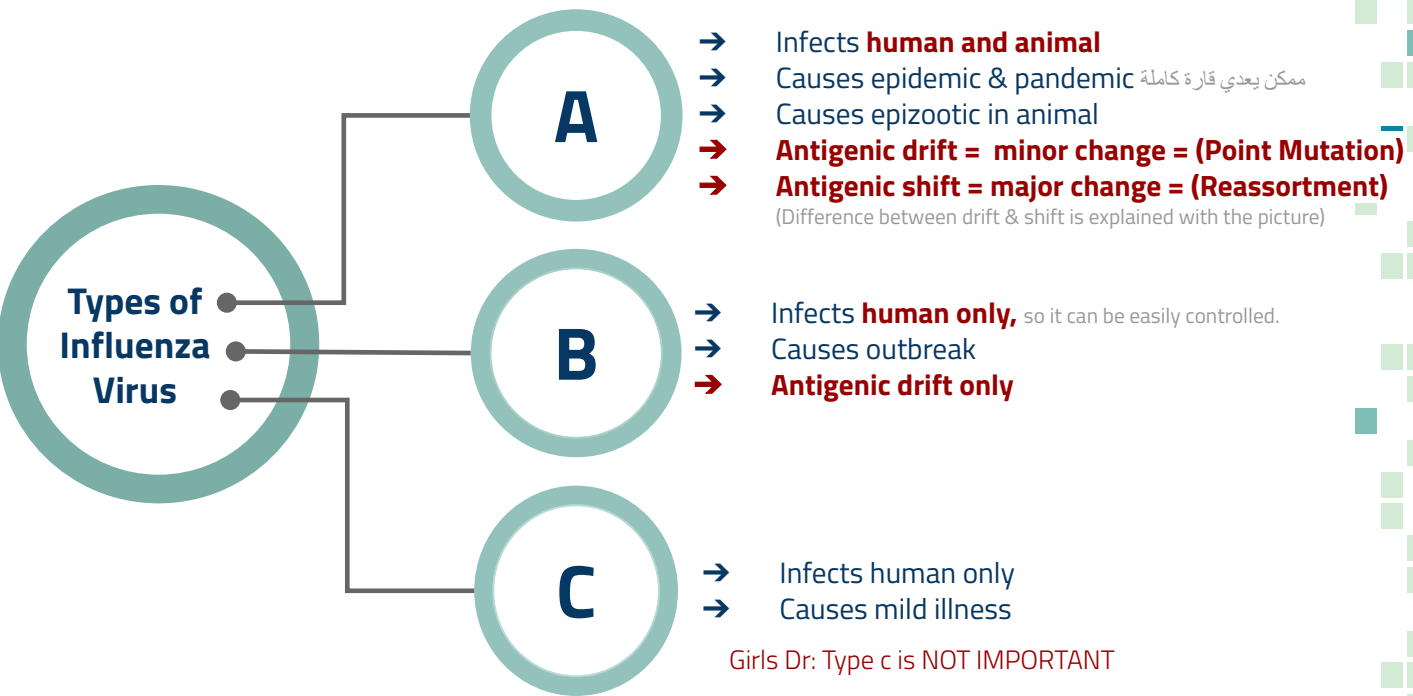 Types of
Influenza
Virus
A
➔ Infects human and animal
➔ Causes epidemic & pandemic ممكن يعدي قارة كاملة
➔ Causes epizootic in animal
➔ Antigenic drift = minor change = (Point Mutation)
➔ Antigenic shift = major change = (Reassortment)
(Difference between drift & shift is explained with the picture)
B
➔ Infects human only, so it can be easily controlled.
➔ Causes outbreak
➔ Antigenic drift only
C
➔ Infects human only
➔ Causes mild illness
Girls Dr: Type c is NOT IMPORTANT